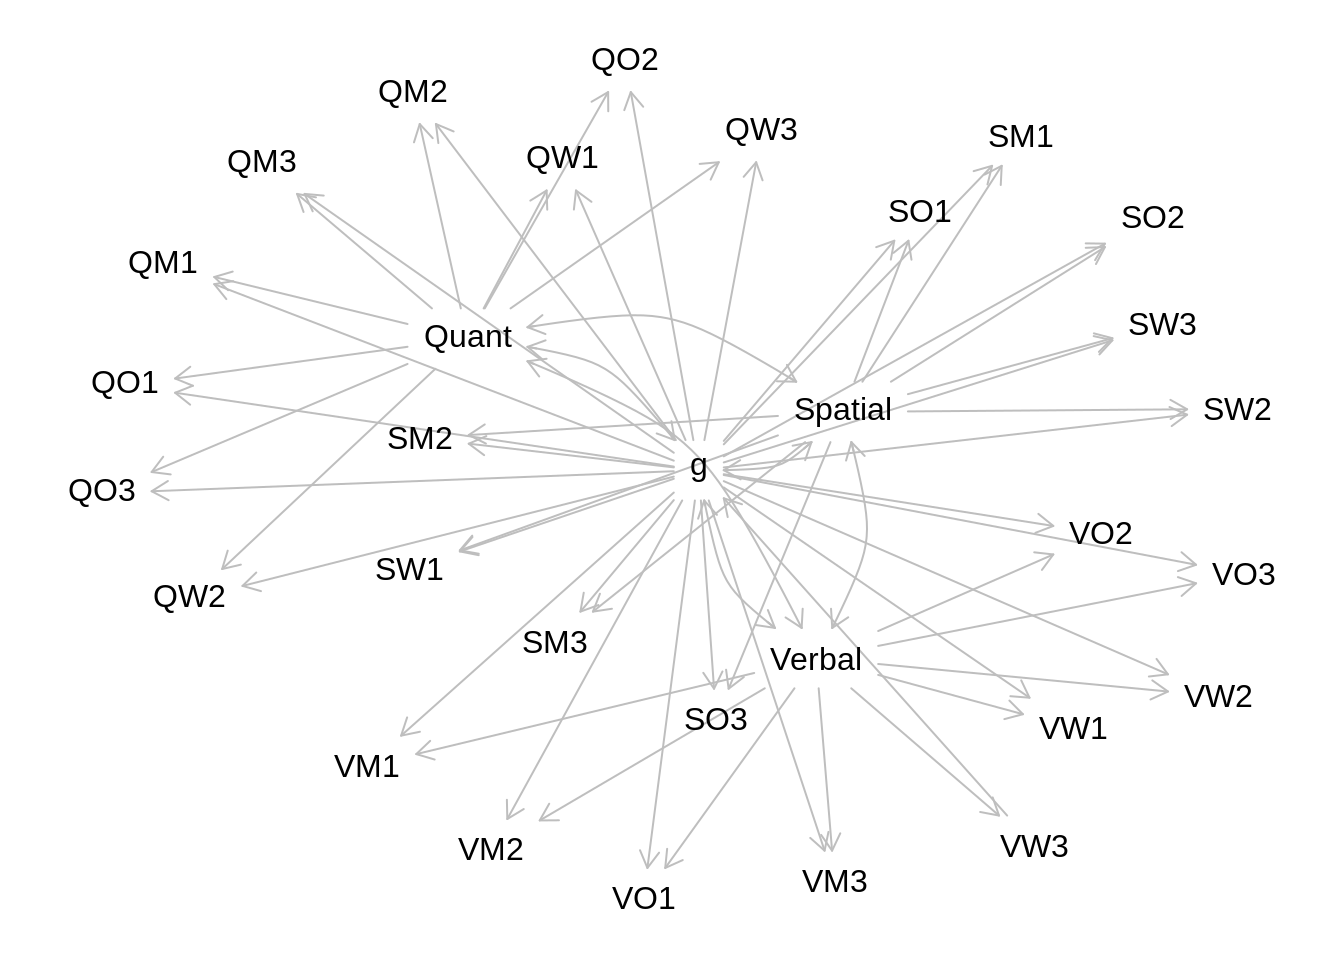 QO2
QM2
QW3
SM1
QW1
QM3
SO1
SO2
QM1
SW3
Quant
QO1
Spatial
SW2
SM2
g
QO3
VO2
SW1
VO3
QW2
SM3
Verbal
VW2
SO3
VW1
VM1
VW3
VM2
VM3
VO1